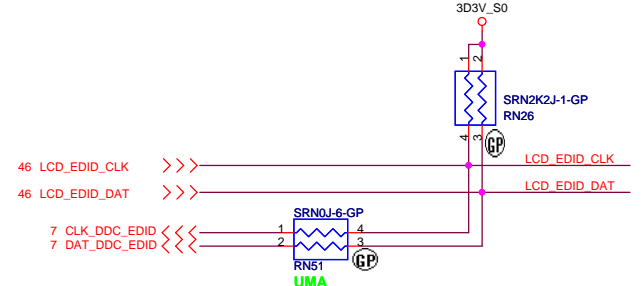 3D3V_S0
1 2
SRN2K2J-1-GP
RN26
4 3
GP
46 LCD_EDID_CLK
LCD_EDID_CLK
46 LCD_EDID_DAT
LCD_EDID_DAT
SRN0J-6-GP
7 CLK_DDC_EDID
1 4
7 DAT_DDC_EDID
2 3
GP
RN51
UMA